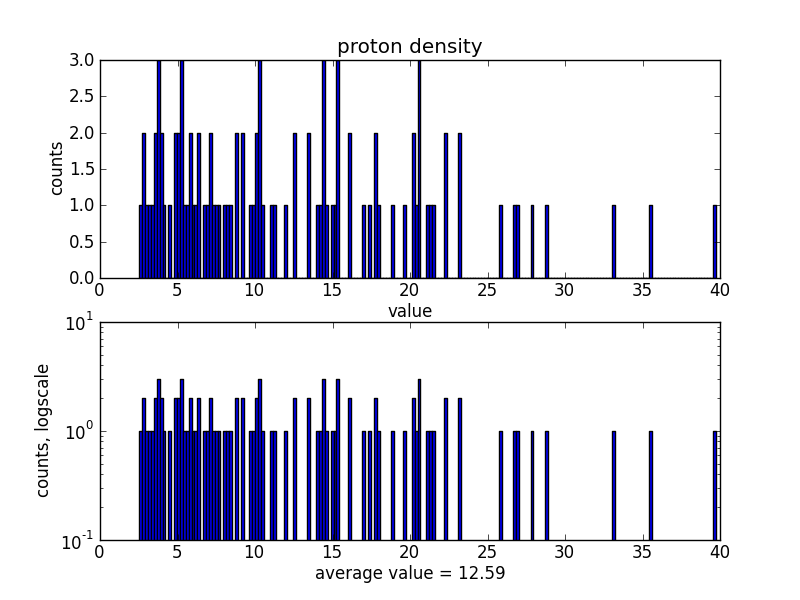 proton density
3.0
2.5
2.0
1.5
1.0
0.5
0.0
counts
0 5 10 15 20 25 30 35 40
value
10^1
10^0
10^-1
counts, logscale
0 5 10 15 20 25 30 35 40
average value = 12.59